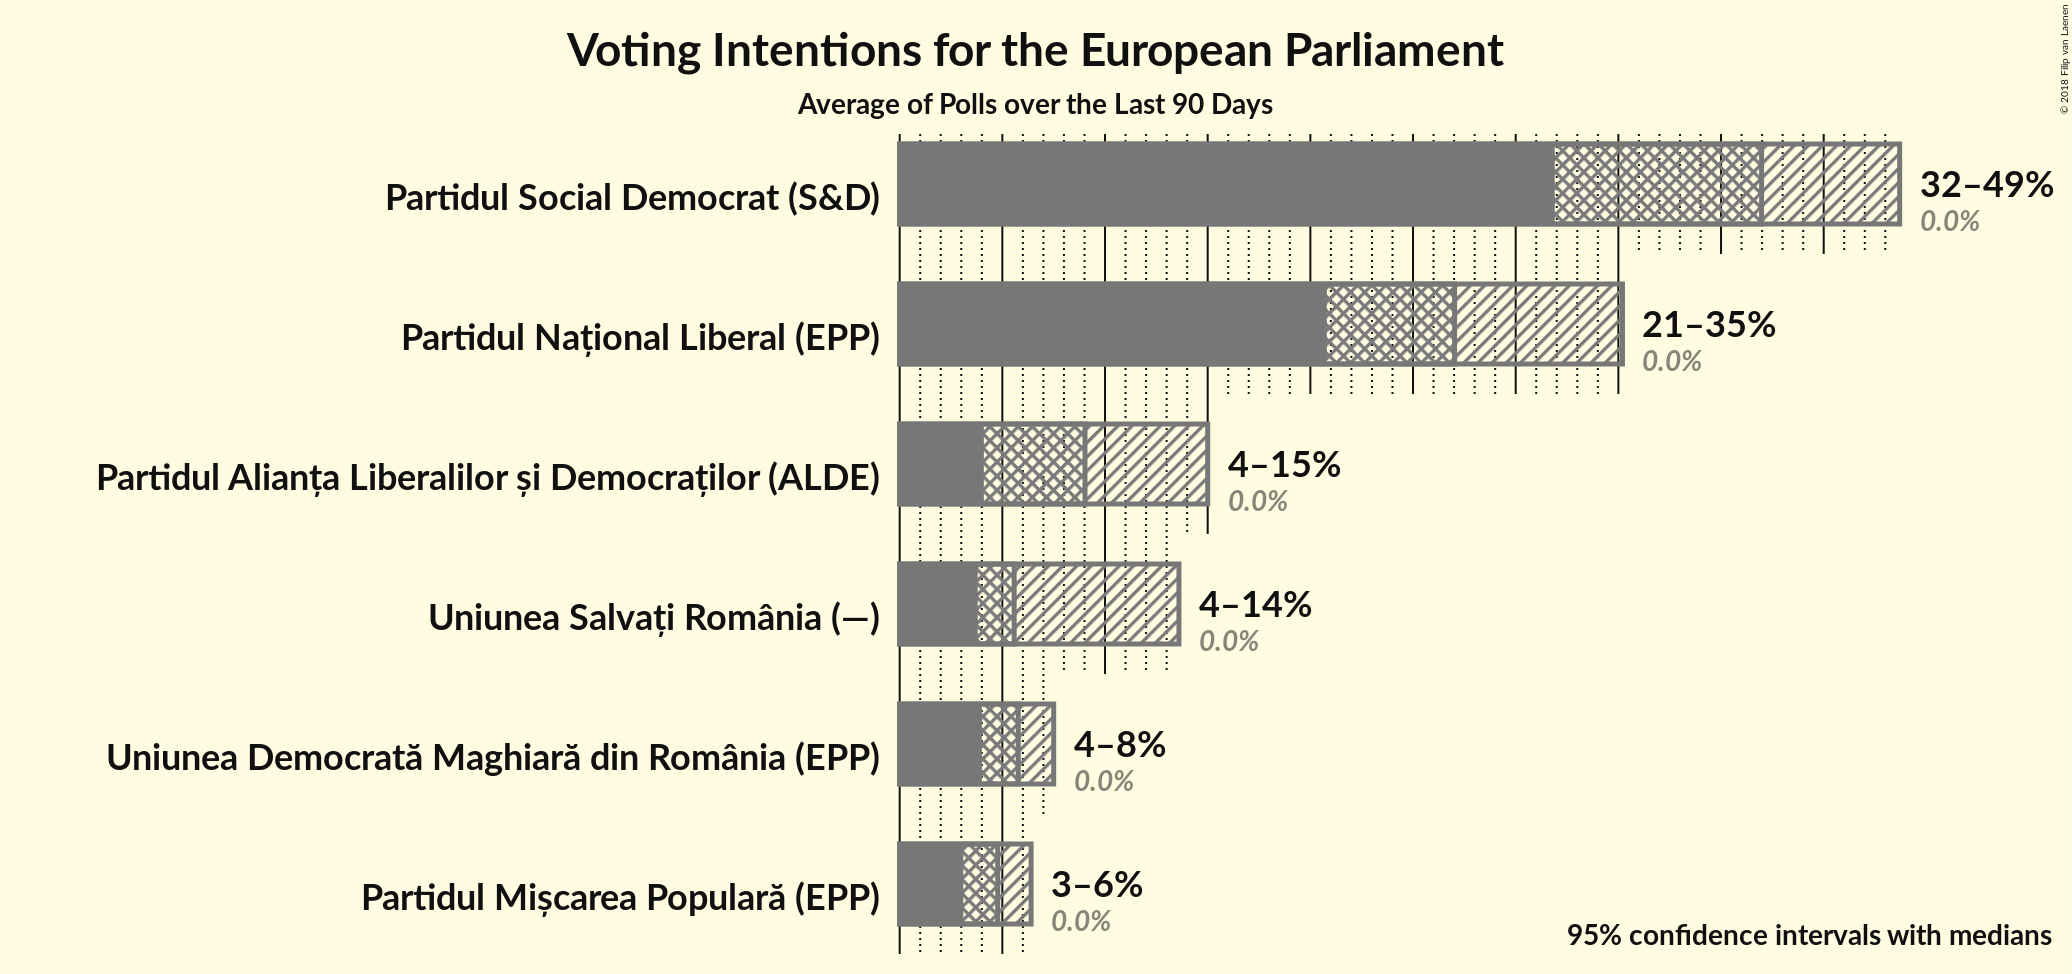 Voting Intentions for the European Parliament
Average of Polls over the Last 90 Days
© 2018 Filip van Laenen
Partidul Social Democrat (S&D)
32–49%
0.0%
Partidul Național Liberal (EPP)
21–35%
0.0%
Partidul Alianța Liberalilor și Democraților (ALDE)
4–15%
0.0%
Uniunea Salvați România (—)
4–14%
0.0%
Uniunea Democrată Maghiară din România (EPP)
4–8%
0.0%
Partidul Mișcarea Populară (EPP)
3–6%
0.0%
95% confidence intervals with medians